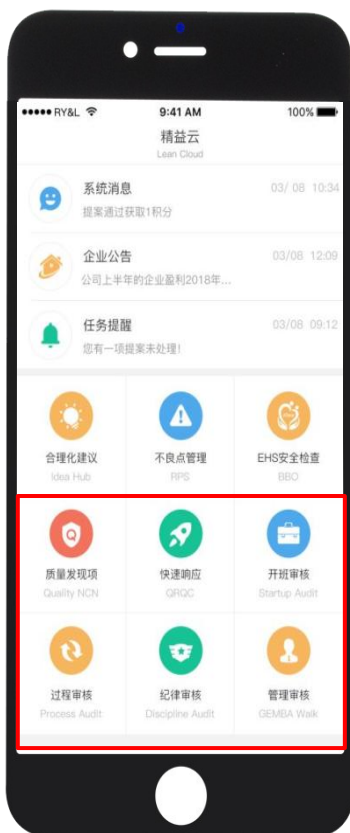 RY&L
9:41 AM
100%
精益云
Lean Cloud
系统消息
03/ 08 10:34
提案通过获取1积分
企业公告
03/08 12:09
公司上半年的企业盈利2018年...
任务提醒
03/08 09:12
您有一项提案未处理!
合理化建议
不良点管理
EHS安全检查
Idea Hub
RPS
BBO
质量发现项
快速响应
开班审核
Quality NCN
QRQC
Startup Audit
过程审核
纪律审核
管理审核
Process Audit
Discipline Audit
GEMBA Walk